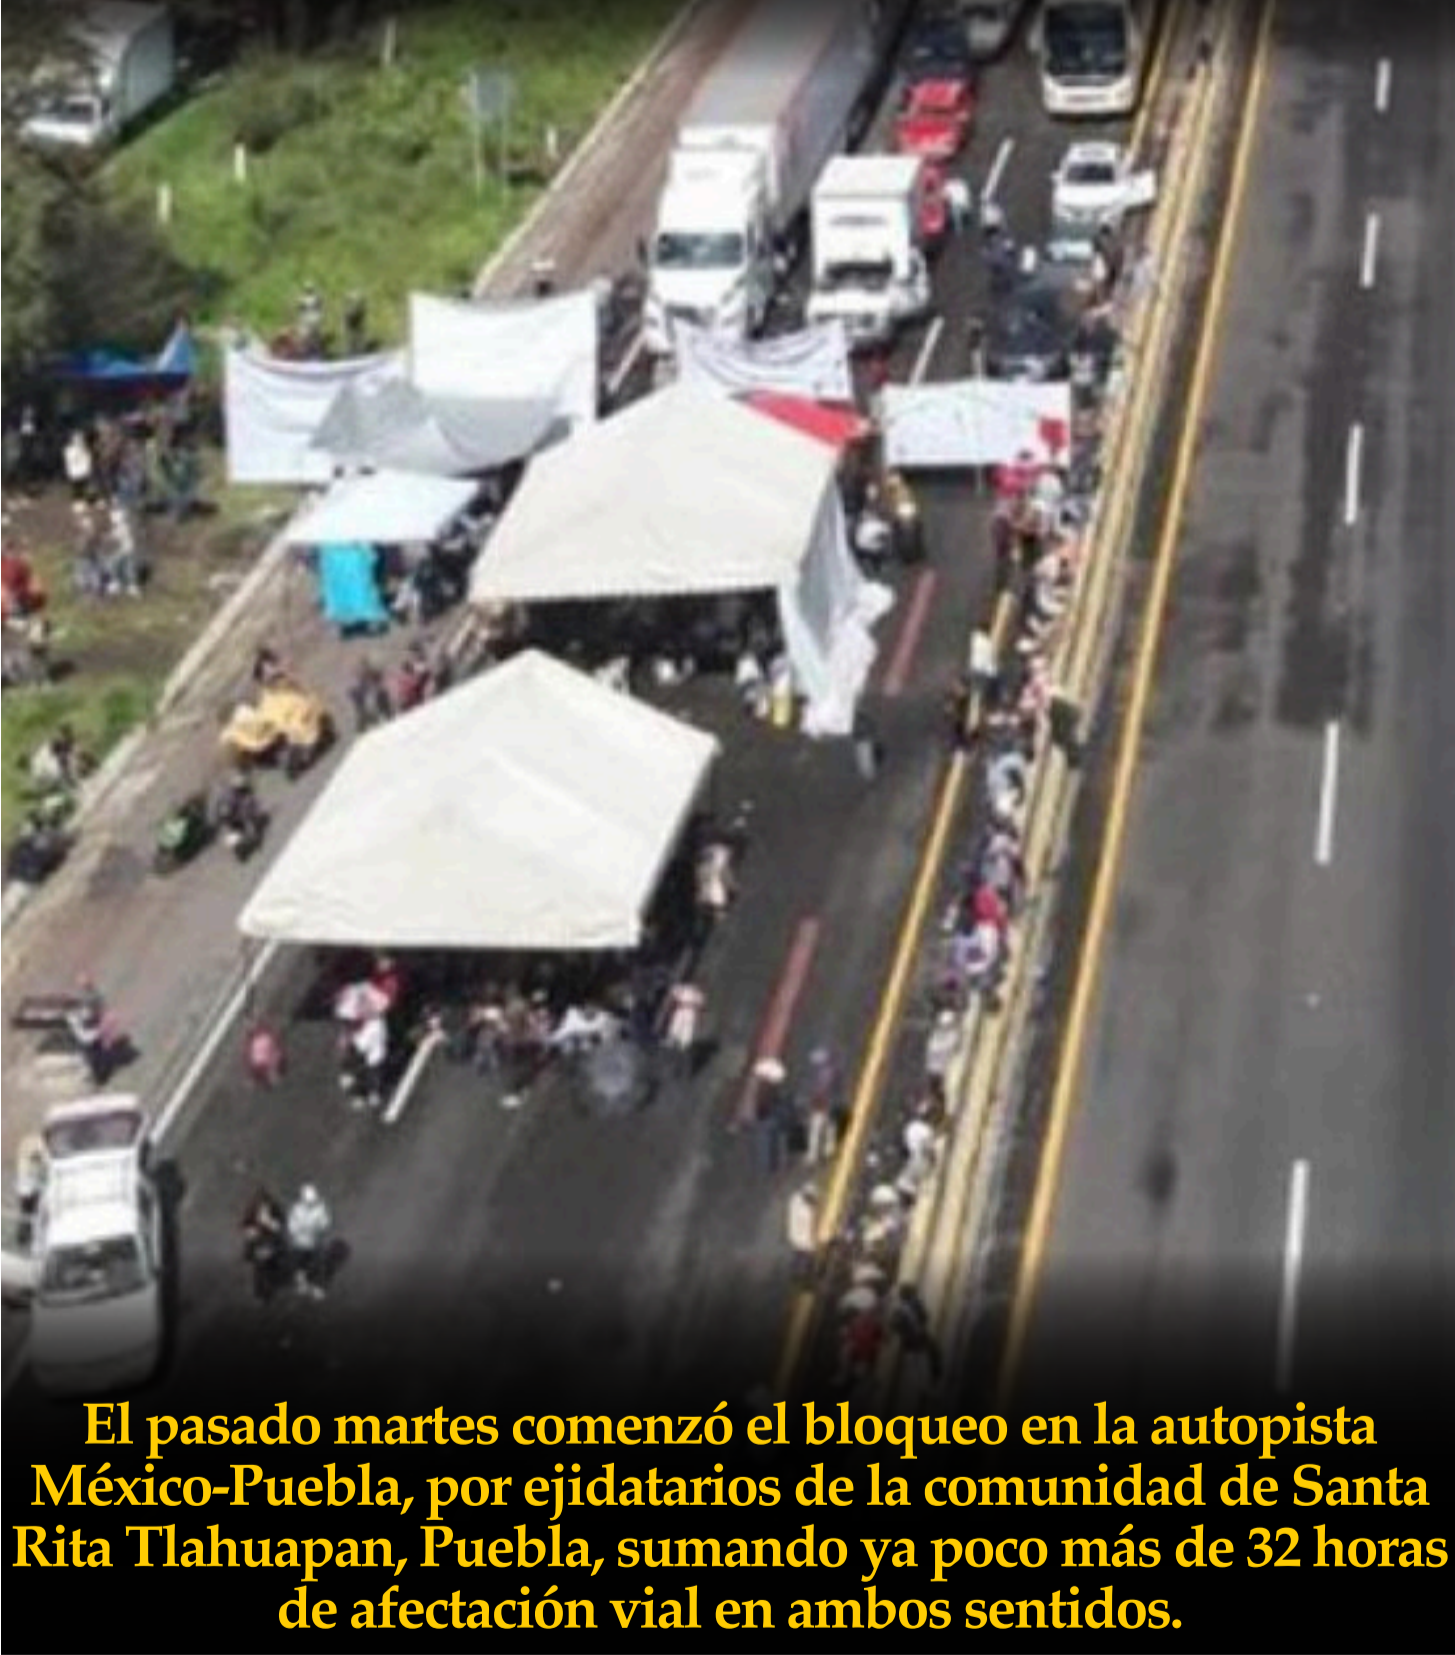 El pasado martes comenzó el bloqueo en la autopista
México-Puebla, por ejidatarios de la comunidad de Santa
Rita Tlahuapan, Puebla, sumando ya poco más de 32 horas
de afectación vial en ambos sentidos.